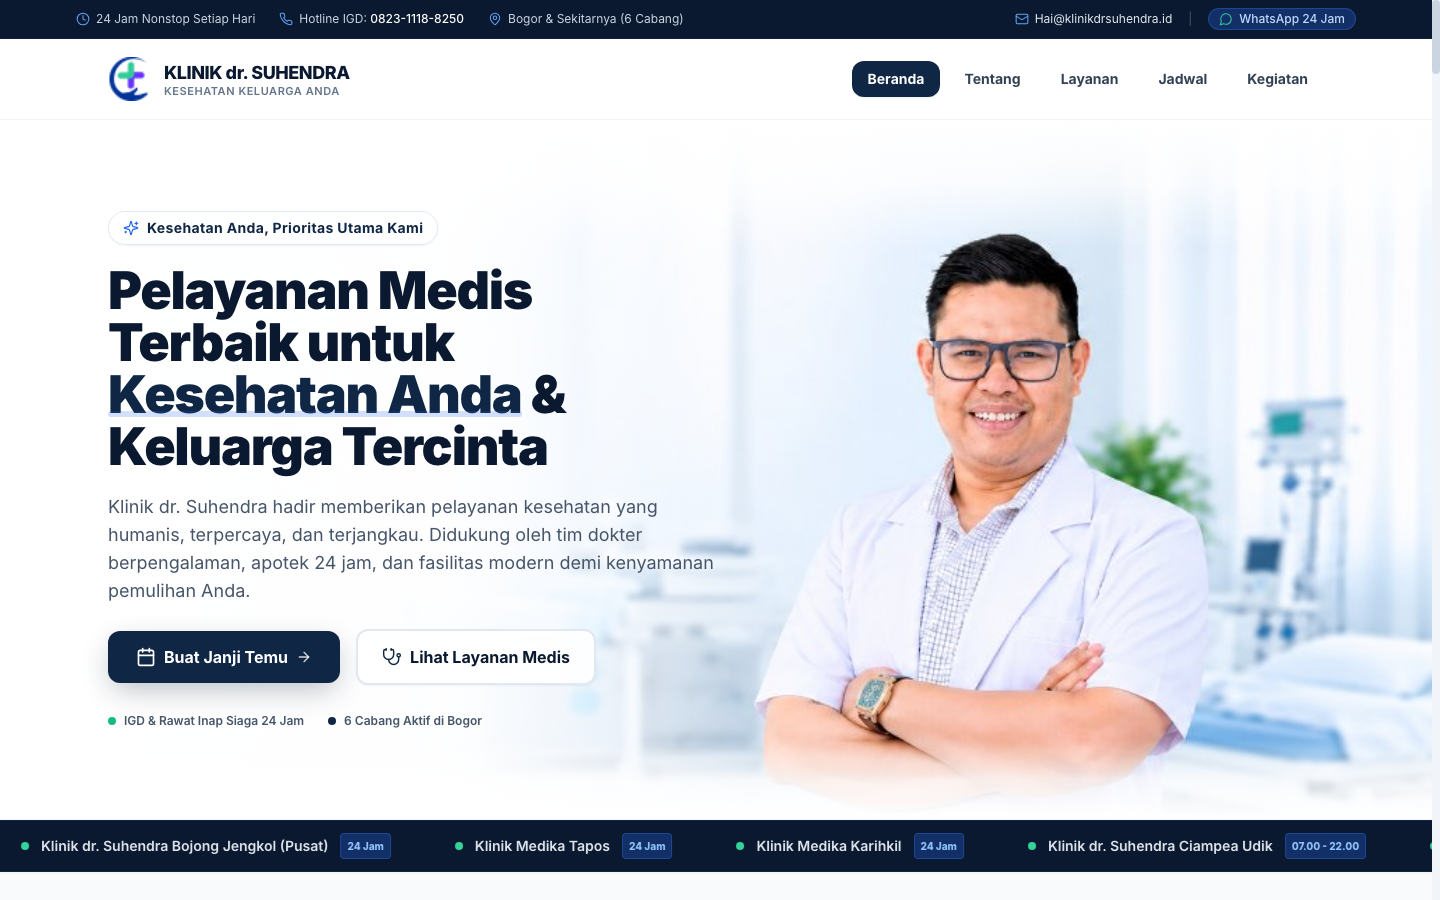 24 Jam Nonstop Setiap Hari
Hotline IGD: 0823-1118-8250
Bogor & Sekitarnya (6 Cabang)
Hai@klinikdrsuhendra.id
WhatsApp 24 Jam
KLINIK dr. SUHENDRA
KESEHATAN KELUARGA ANDA
Beranda
Tentang
Layanan
Jadwal
Kegiatan
Kesehatan Anda, Prioritas Utama Kami
Pelayanan Medis
Terbaik untuk
Kesehatan Anda &
Keluarga Tercinta
Klinik dr. Suhendra hadir memberikan pelayanan kesehatan yang
humanis, terpercaya, dan terjangkau. Didukung oleh tim dokter
berpengalaman, apotek 24 jam, dan fasilitas modern demi kenyamanan
pemulihan Anda.
Buat Janji Temu
Lihat Layanan Medis
IGD & Rawat Inap Siaga 24 Jam
6 Cabang Aktif di Bogor
Klinik dr. Suhendra Bojong Jengkol (Pusat)
24 Jam
Klinik Medika Tapos
24 Jam
Klinik Medika Karihkil
24 Jam
Klinik dr. Suhendra Ciampea Udik
07.00 - 22.00